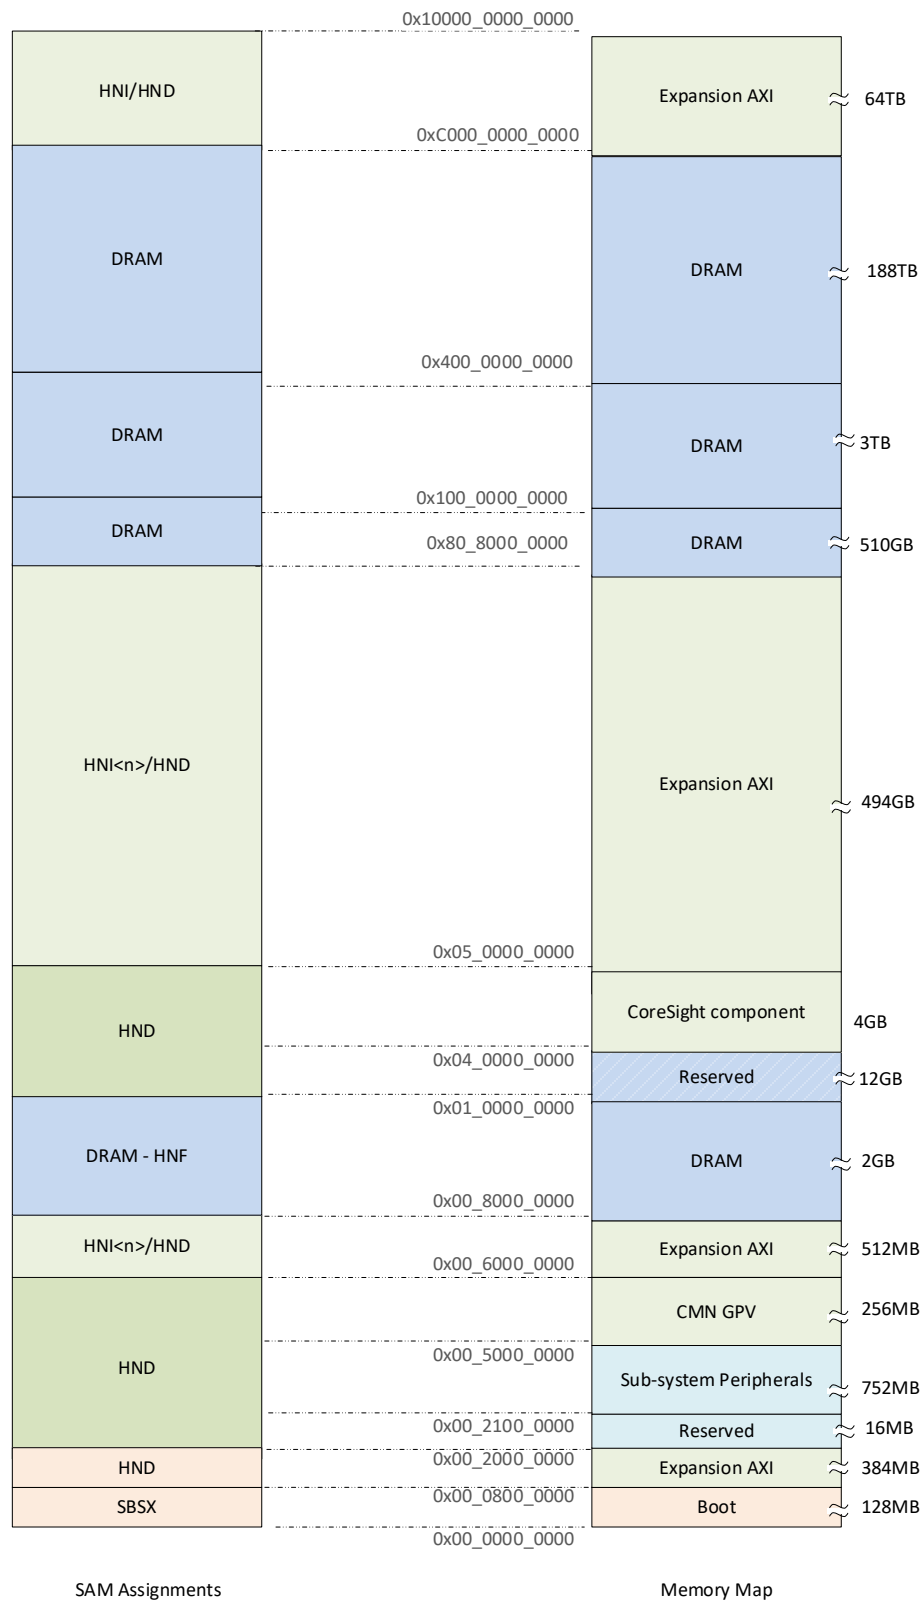 0x10000_0000_0000
HNI/HND
Expansion AXI
64TB
0xC000_0000_0000
DRAM
DRAM
188TB
0x400_0000_0000
DRAM
DRAM
3TB
0x100_0000_0000
DRAM
DRAM
510GB
0x80_8000_0000
HNI<n>/HND
Expansion AXI
494GB
0x05_0000_0000
HND
CoreSight component
4GB
0x04_0000_0000
Reserved
12GB
0x01_0000_0000
DRAM - HNF
DRAM
2GB
0x00_8000_0000
HNI<n>/HND
Expansion AXI
512MB
0x00_6000_0000
CMN GPV
256MB
0x00_5000_0000
HND
Sub-system Peripherals
752MB
0x00_2100_0000
Reserved
16MB
0x00_2000_0000
HND
Expansion AXI
384MB
0x00_0800_0000
SBSX
Boot
128MB
0x00_0000_0000
SAM Assignments
Memory Map